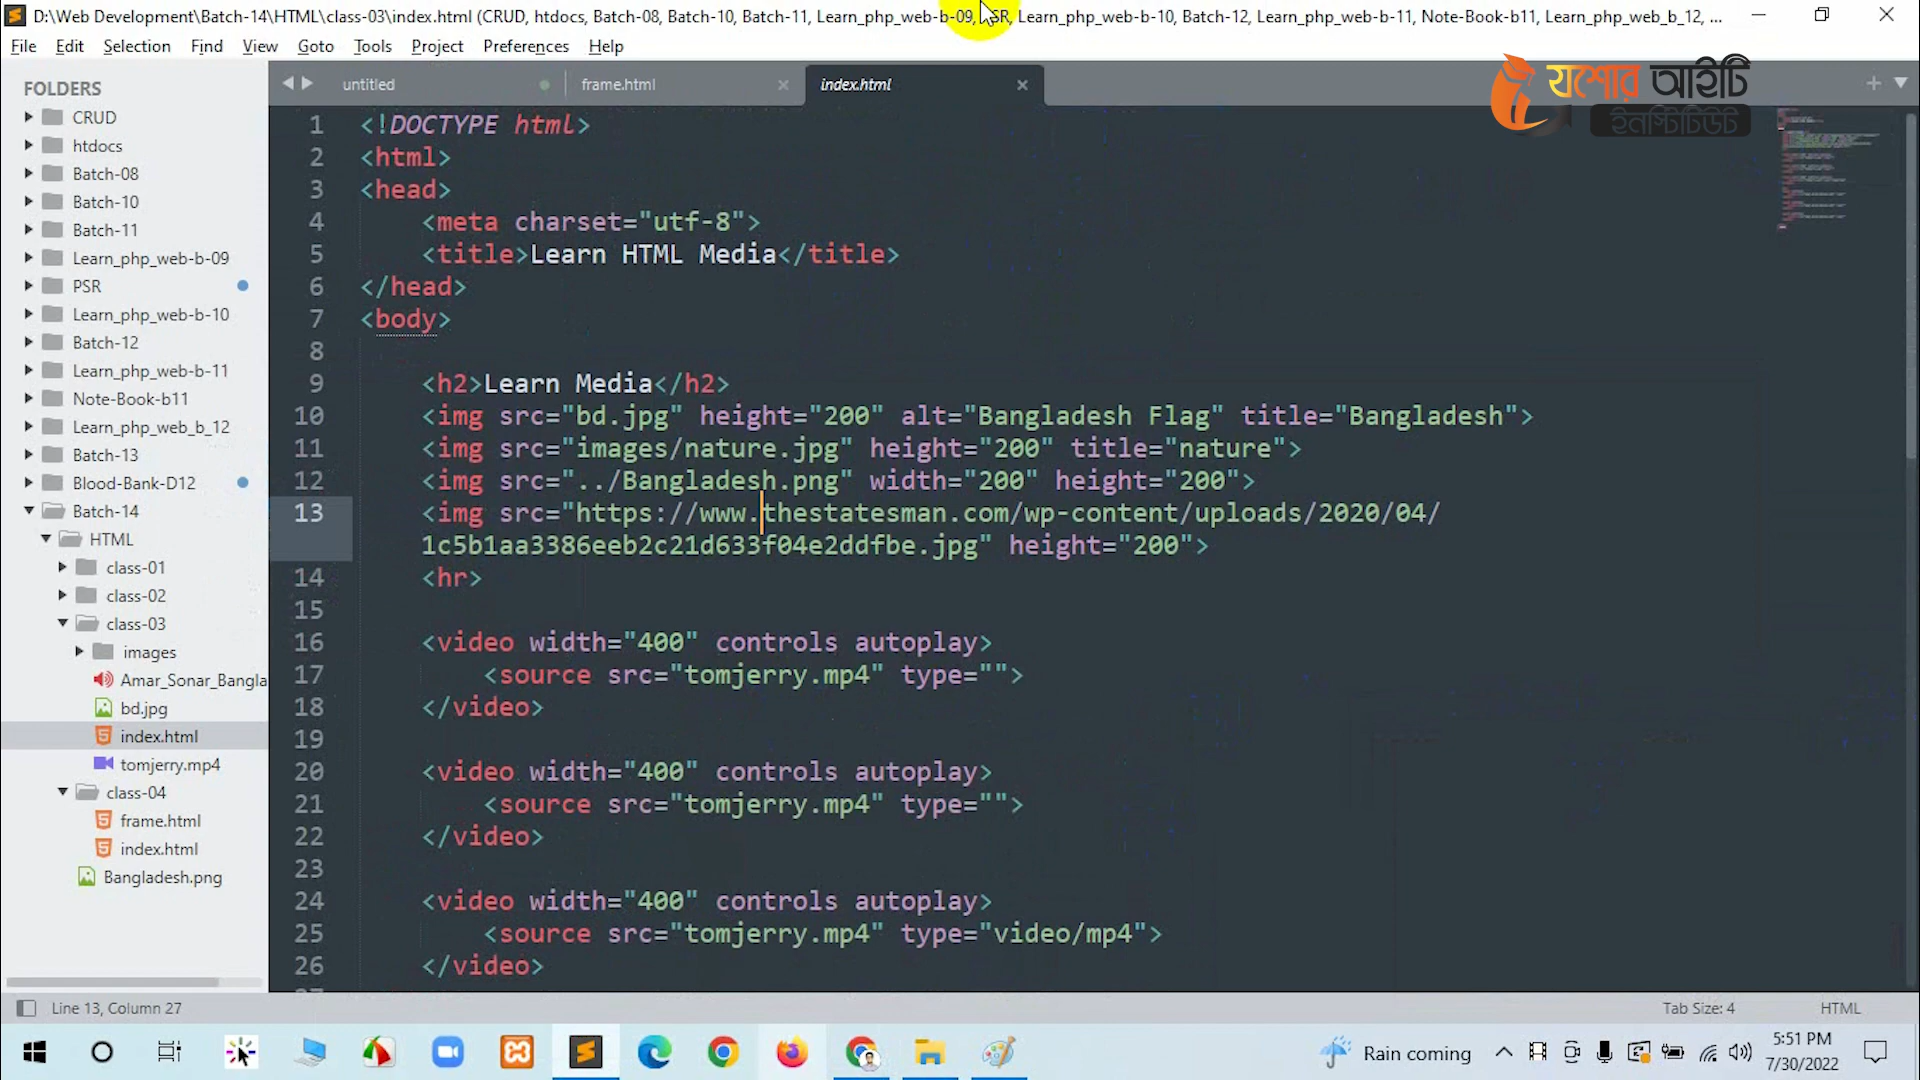 D:\Web Development\Batch-14\HTML\class-03\index.html (CRUD, htdocs, Batch-08, Batch-10, Batch-11, Learn_php_web-b-09, PSR, Learn_php_web-b-10, Batch-12, Learn_php_web-b-11, Note-Book-b11, Learn_php_web_b_12, ...
File Edit Selection Find View Goto Tools Project Preferences Help
যশোর আইটি
ইনস্টিটিউট
untitled frame.html index.html
FOLDERS
CRUD
htdocs
Batch-08
Batch-10
Batch-11
Learn_php_web-b-09
PSR
Learn_php_web-b-10
Batch-12
Learn_php_web-b-11
Note-Book-b11
Learn_php_web_b_12
Batch-13
Blood-Bank-D12
Batch-14
HTML
class-01
class-02
class-03
images
Amar_Sonar_Bangla
bd.jpg
index.html
tomjerry.mp4
class-04
frame.html
index.html
Bangladesh.png
1 <!DOCTYPE html>
2 <html>
3 <head>
4 <meta charset="utf-8">
5 <title>Learn HTML Media</title>
6 </head>
7 <body>
8
9 <h2>Learn Media</h2>
10 <img src="bd.jpg" height="200" alt="Bangladesh Flag" title="Bangladesh">
11 <img src="images/nature.jpg" height="200" title="nature">
12 <img src="../Bangladesh.png" width="200" height="200">
13 <img src="https://www.thestatesman.com/wp-content/uploads/2020/04/
1c5b1aa3386eeb2c21d633f04e2ddfbe.jpg" height="200">
14 <hr>
15
16 <video width="400" controls autoplay>
17 <source src="tomjerry.mp4" type="">
18 </video>
19
20 <video width="400" controls autoplay>
21 <source src="tomjerry.mp4" type="">
22 </video>
23
24 <video width="400" controls autoplay>
25 <source src="tomjerry.mp4" type="video/mp4">
26 </video>
Line 13, Column 27 Tab Size: 4 HTML
Rain coming
5:51 PM
7/30/2022